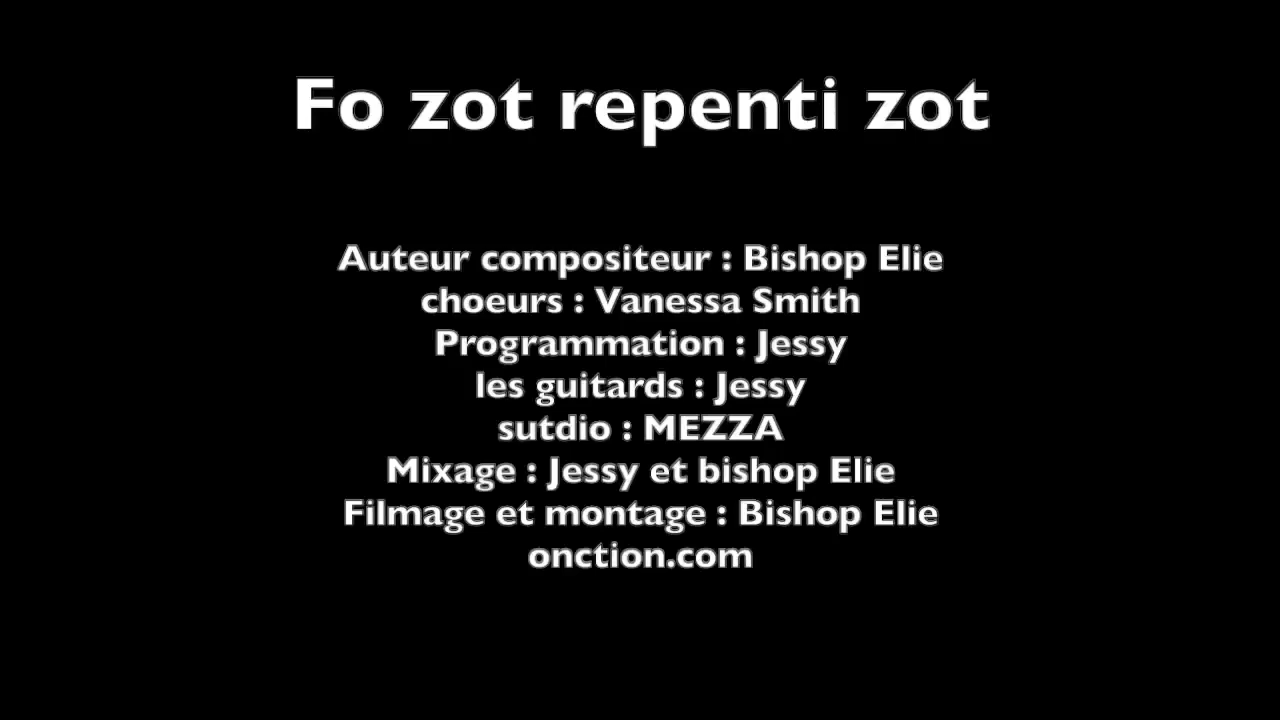 Fo zot repenti zot
Auteur compositeur : Bishop Elie
choeurs : Vanessa Smith
Programmation : Jessy
les guitards : Jessy
sutdio : MEZZA
Mixage : Jessy et bishop Elie
Filmage et montage : Bishop Elie
onction.com